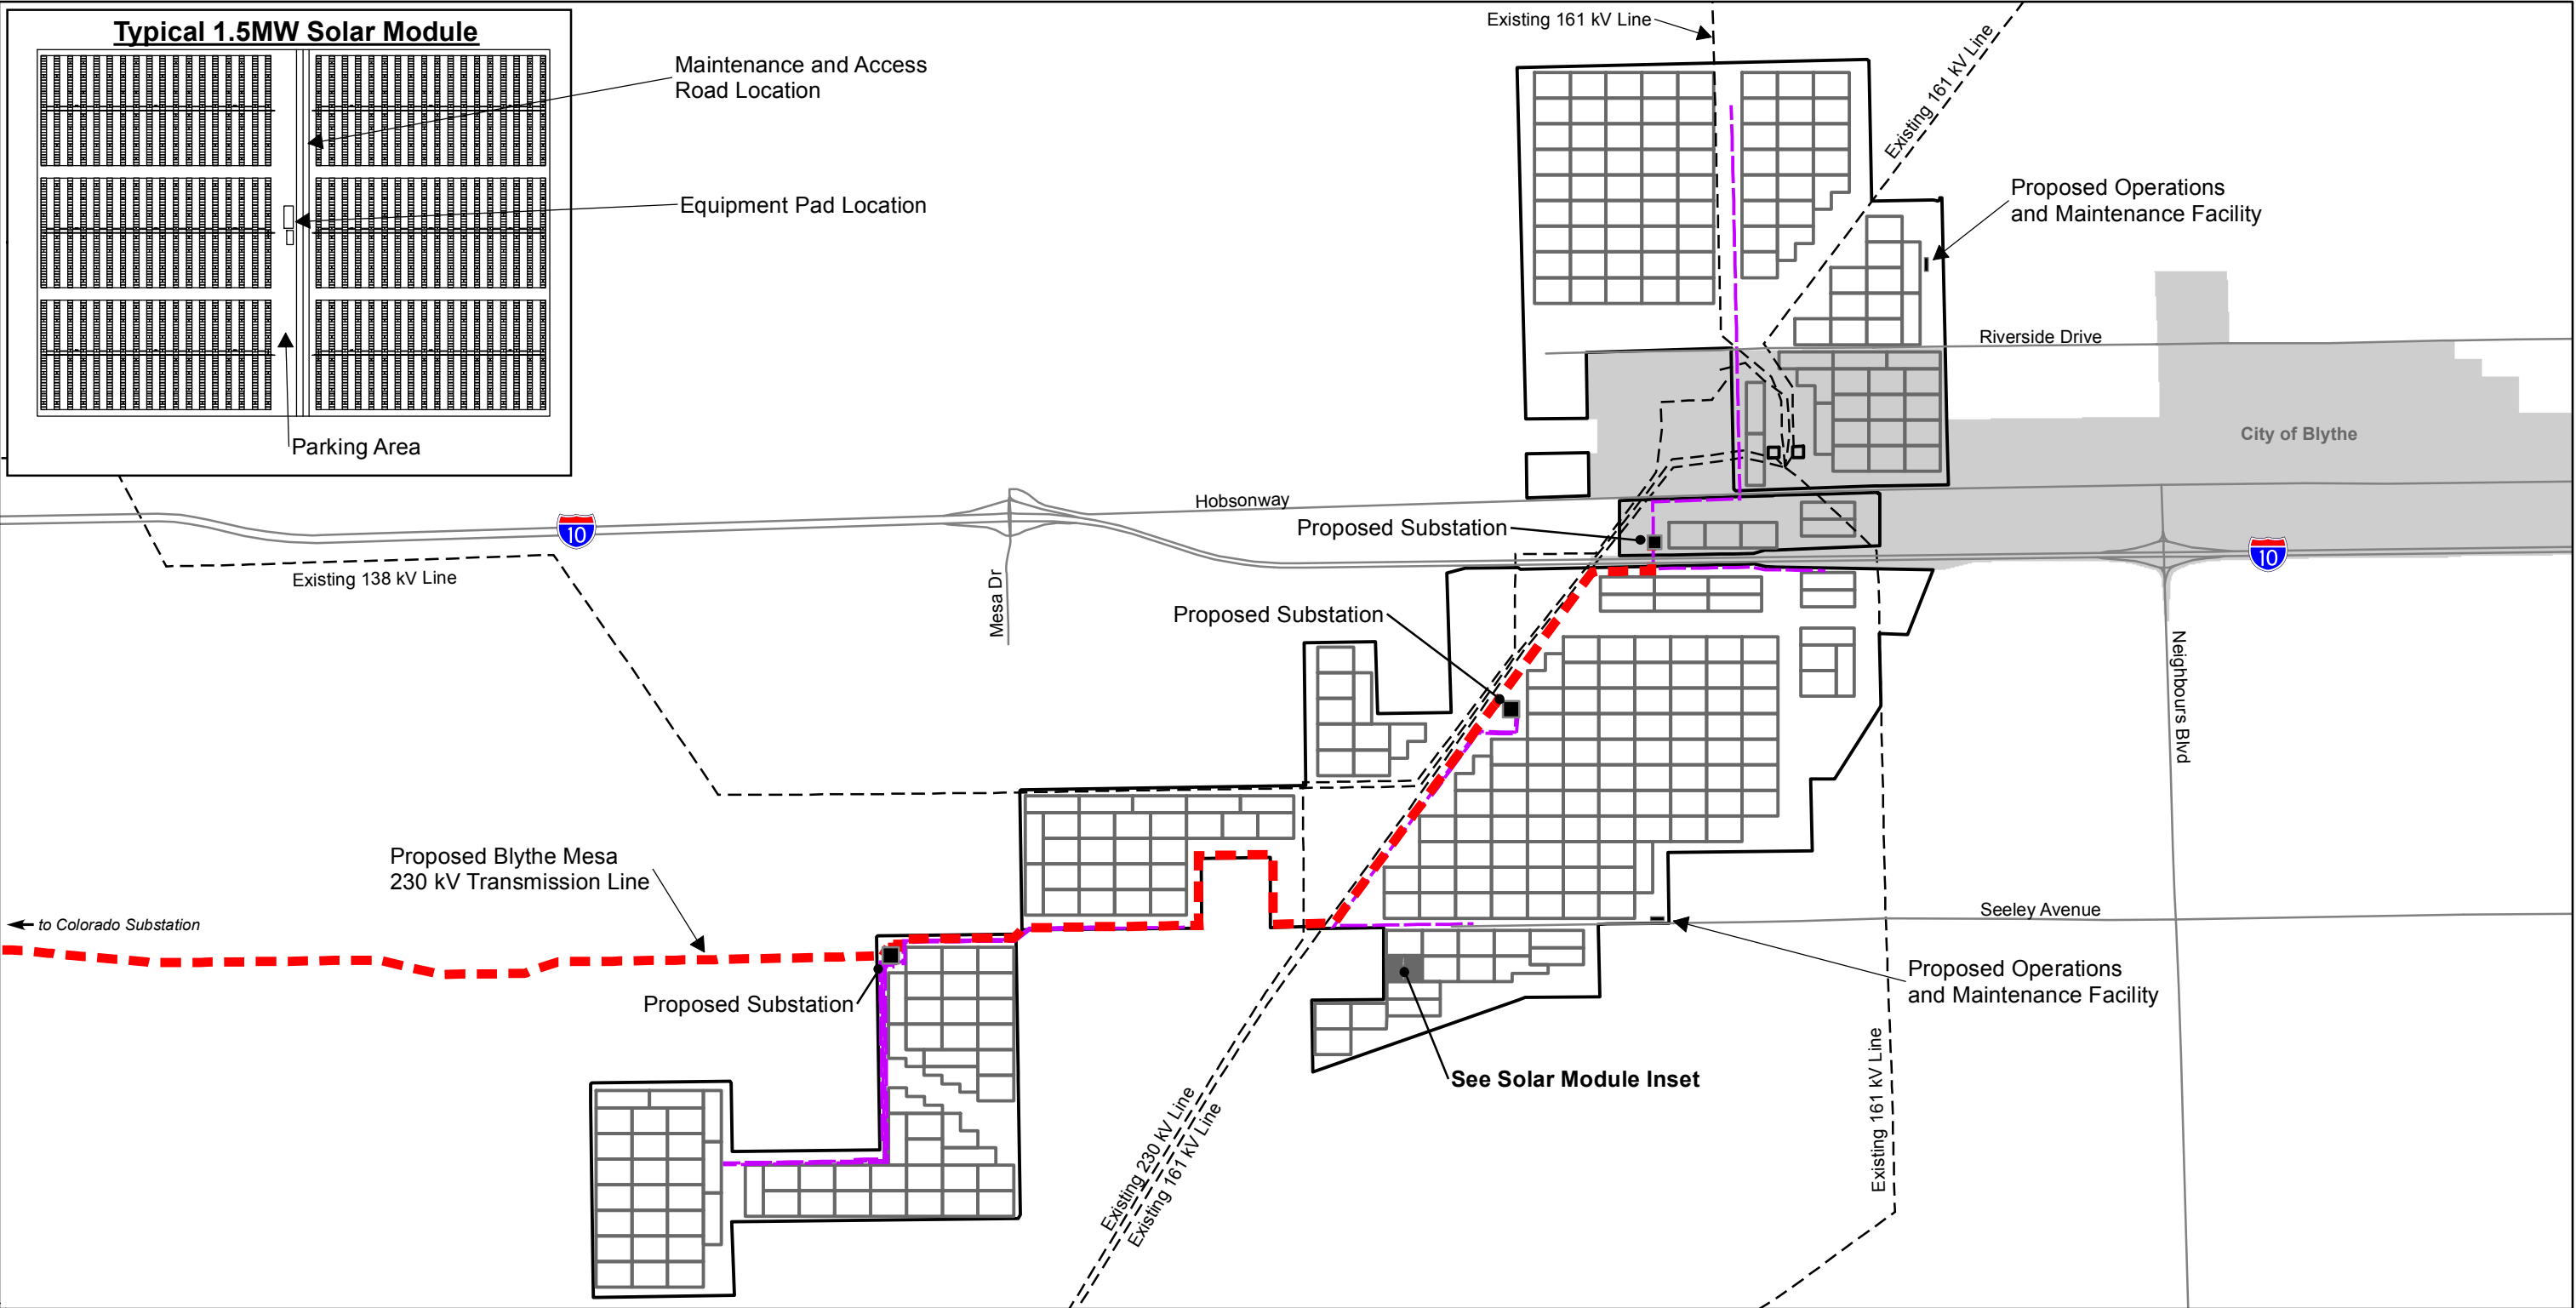 Typical 1.5MW Solar Module
Maintenance and Access
Road Location
Equipment Pad Location
Parking Area
Existing 161 kV Line
Existing 161 kV Line
Proposed Operations
and Maintenance Facility
Riverside Drive
City of Blythe
Hobsonway
Proposed Substation
10
10
Existing 138 kV Line
Mesa Dr
Proposed Substation
Neighbours Blvd
Proposed Blythe Mesa
230 kV Transmission Line
to Colorado Substation
Seeley Avenue
Proposed Substation
Proposed Operations
and Maintenance Facility
See Solar Module Inset
Existing 230 kV Line
Existing 161 kV Line
Existing 161 kV Line